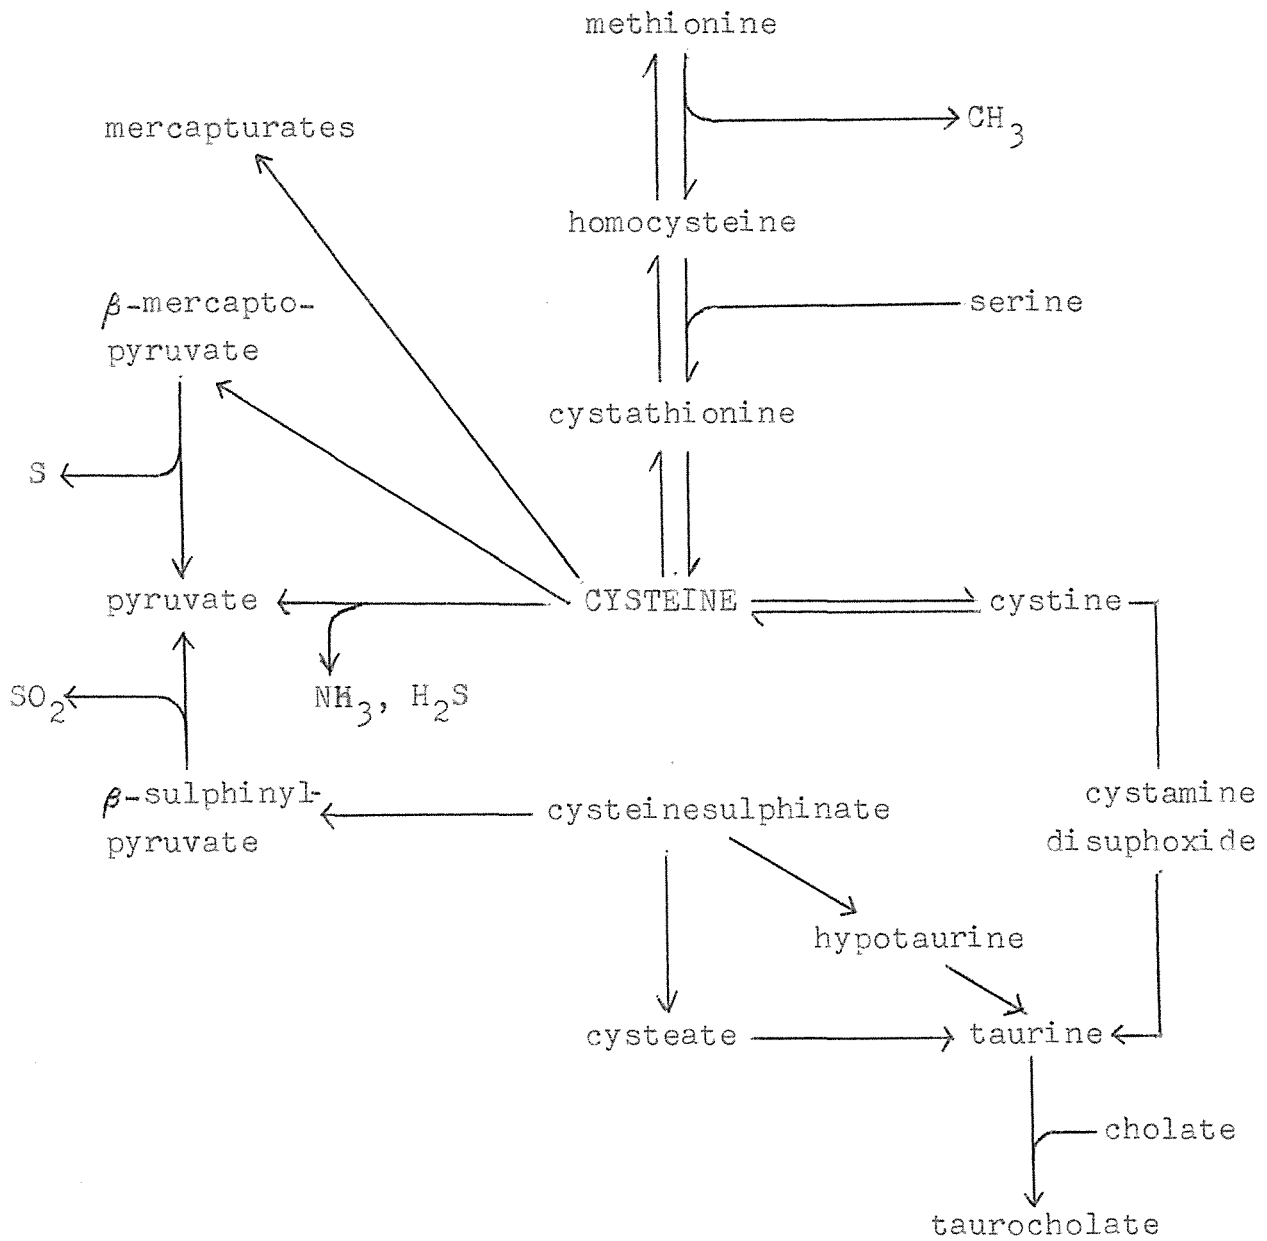 methionine
mercapturates
CH3
homocysteine
β-mercapto-
pyruvate
serine
cystathionine
S
pyruvate
CYSTEINE
cystine
SO2
NH3, H2S
β-sulphinyl-
pyruvate
cysteinesulphinate
cystamine
disuphoxide
hypotaurine
cysteate
taurine
cholate
taurocholate